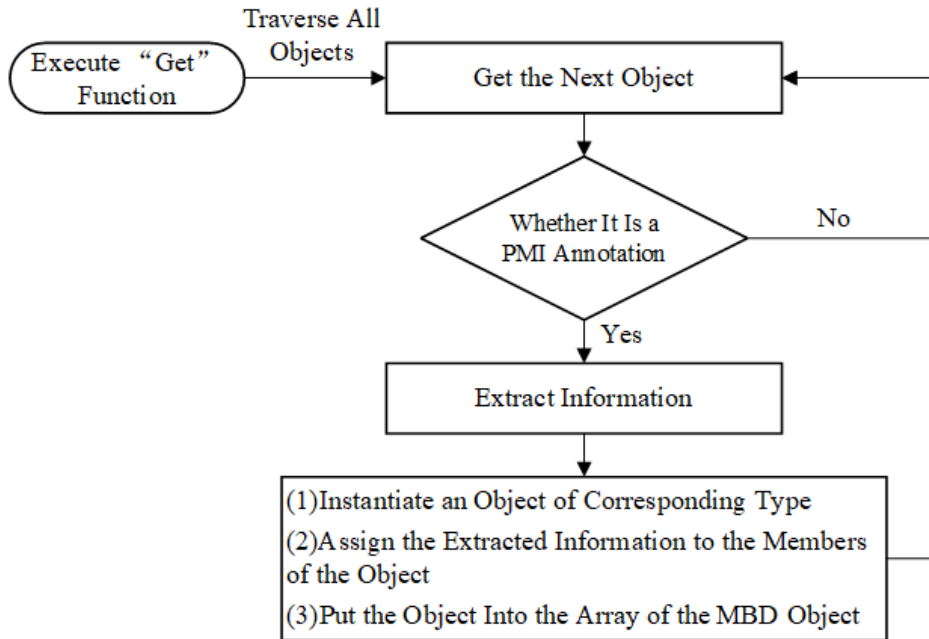 Traverse All
Objects
Execute “Get”
Function
Get the Next Object
Whether It Is a
PMI Annotation
No
Yes
Extract Information
(1)Instantiate an Object of Corresponding Type
(2)Assign the Extracted Information to the Members
of the Object
(3)Put the Object Into the Array of the MBD Object